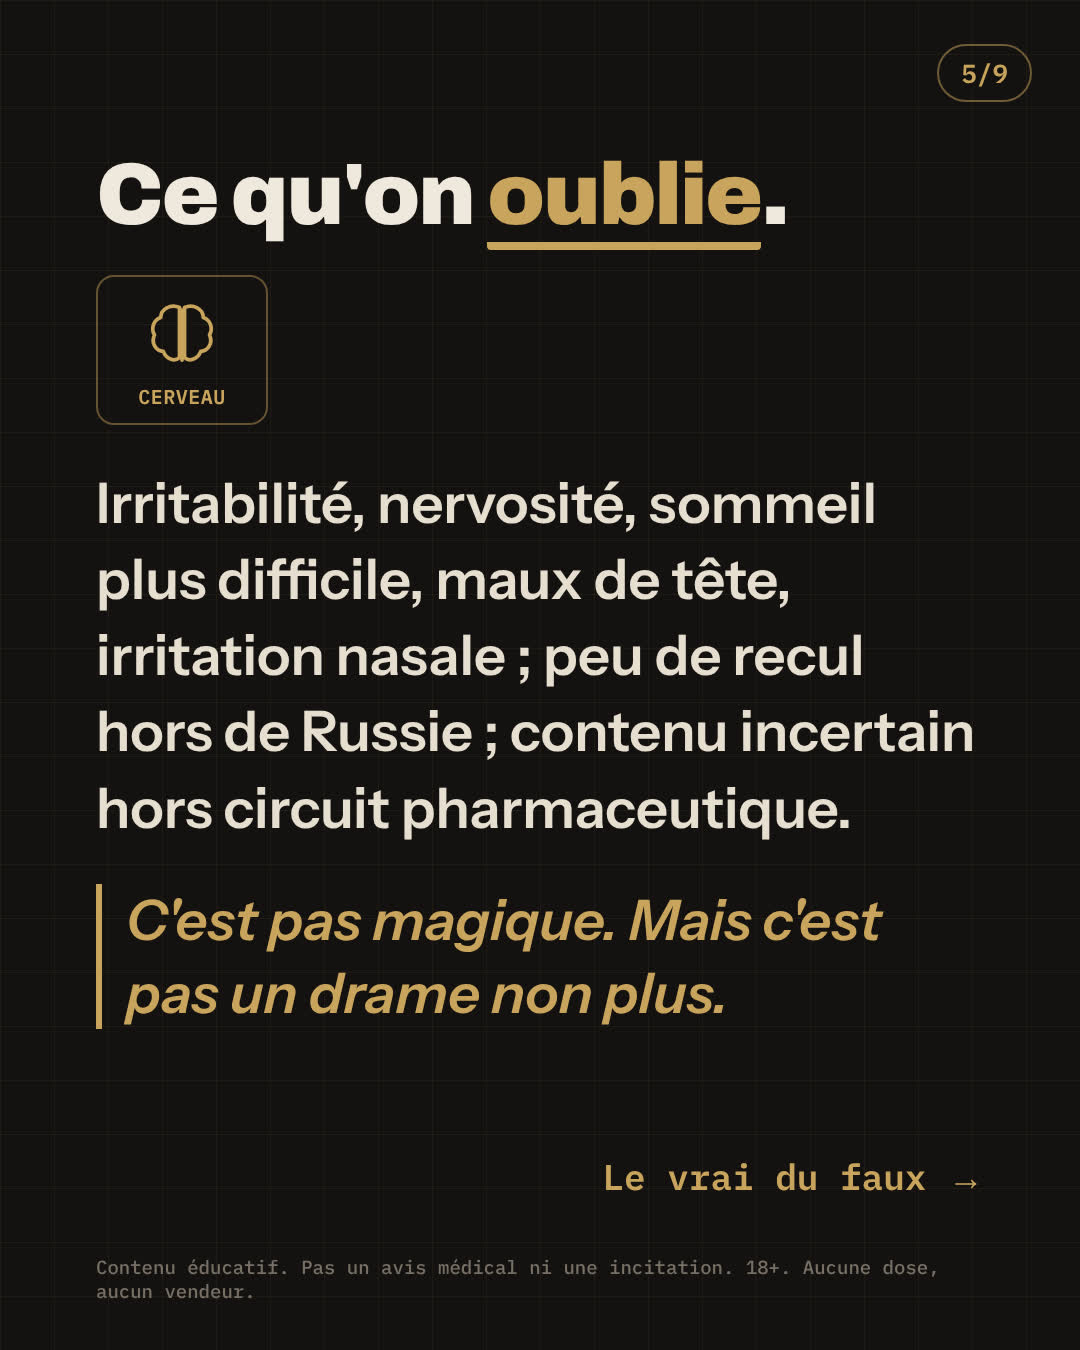 5/9
Ce qu'on oublie.
CERVEAU
Irritabilité, nervosité, sommeil
plus difficile, maux de tête,
irritation nasale ; peu de recul
hors de Russie ; contenu incertain
hors circuit pharmaceutique.
C'est pas magique. Mais c'est
pas un drame non plus.
Le vrai du faux →
Contenu éducatif. Pas un avis médical ni une incitation. 18+. Aucune dose,
aucun vendeur.